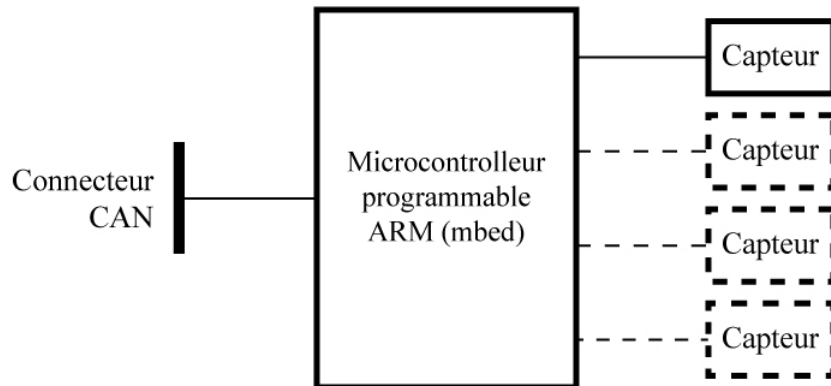 Connecteur
CAN
Microcontrolleur
programmable
ARM (mbed)
Capteur
Capteur
Capteur
Capteur